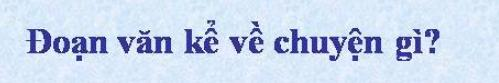 Đoạn văn kể về chuyện gì?